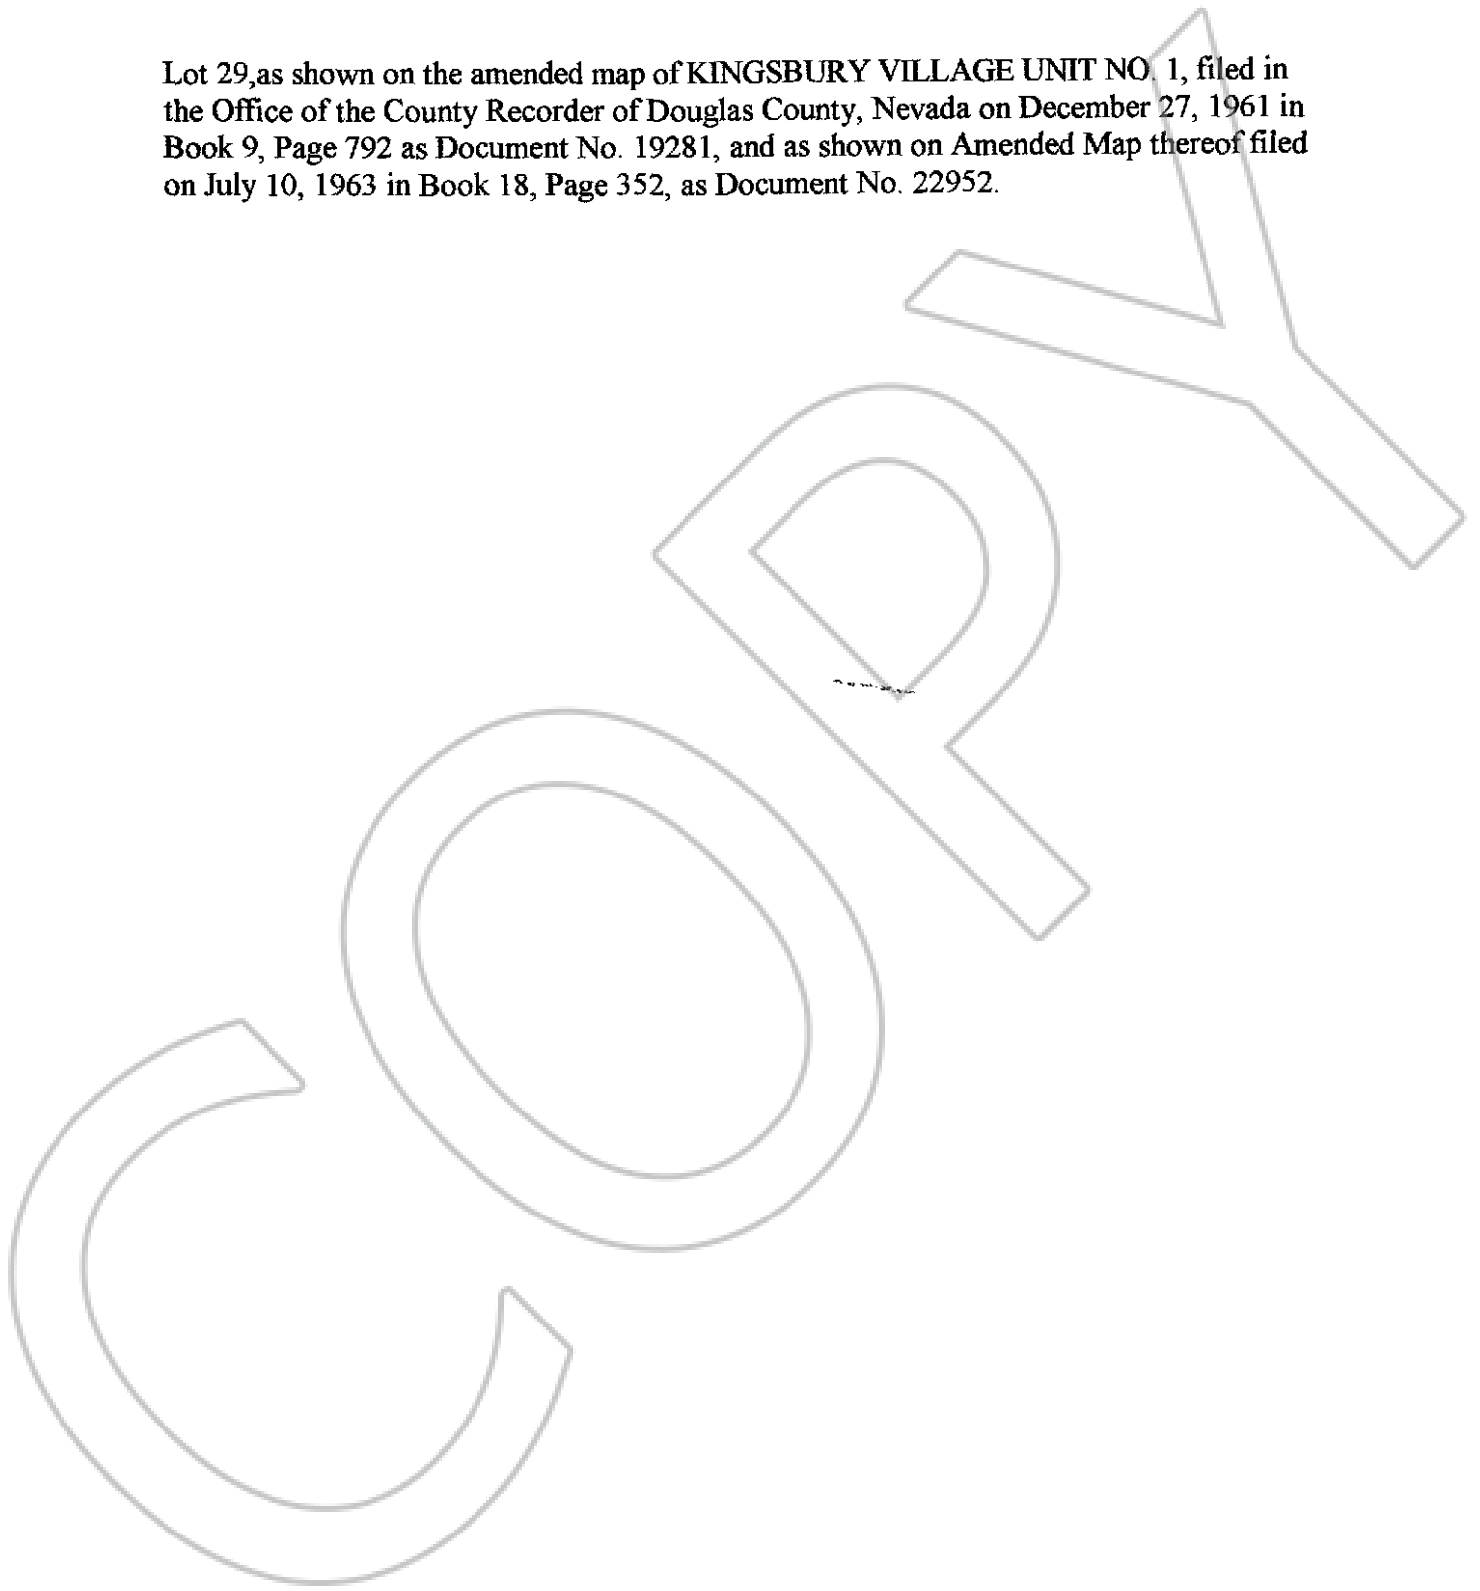 Lot 29,as shown on the amended map of KINGSBURY VILLAGE UNIT NO. 1, filed in
the Office of the County Recorder of Douglas County, Nevada on December 27, 1961 in
Book 9, Page 792 as Document No. 19281, and as shown on Amended Map thereof filed
on July 10, 1963 in Book 18, Page 352, as Document No. 22952.
COPY